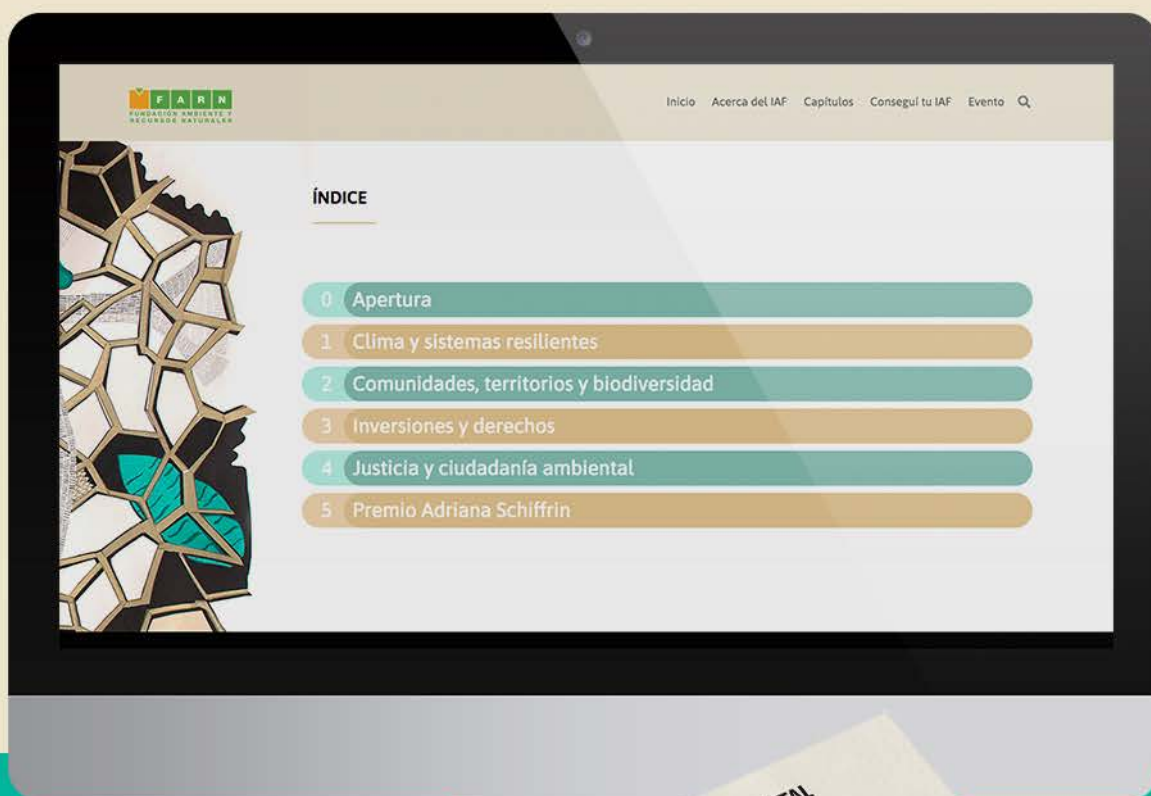 FARN
FUNDACIÓN AMBIENTE Y
RECURSOS NATURALES
Inicio Acerca del IAF Capítulos Conseguí tu IAF Evento
ÍNDICE
0 Apertura
1 Clima y sistemas resilientes
2 Comunidades, territorios y biodiversidad
3 Inversiones y derechos
4 Justicia y ciudadanía ambiental
5 Premio Adriana Schiffrin